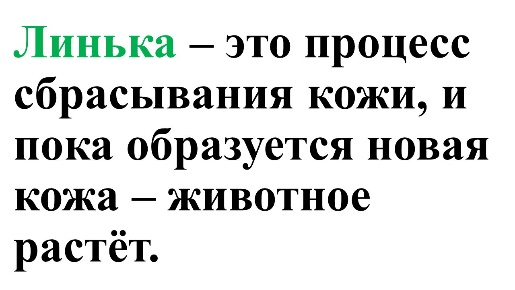 Линька – это процесс
сбрасывания кожи, и
пока образуется новая
кожа – животное
растёт.